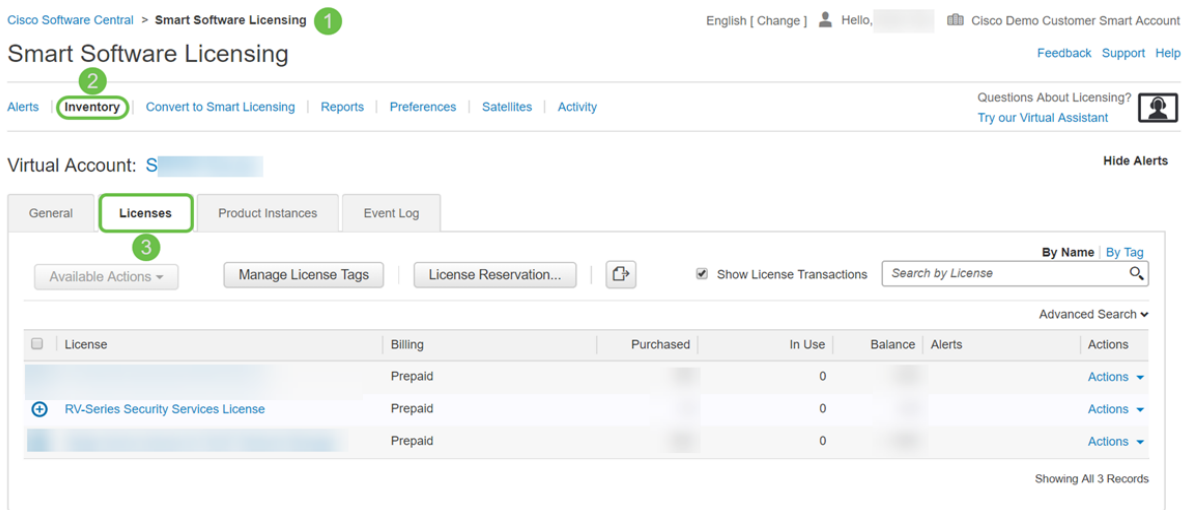 Cisco Software Central > Smart Software Licensing 1 English [ Change ] Hello, Cisco Demo Customer Smart Account
Smart Software Licensing Feedback Support Help
2
Alerts Inventory Convert to Smart Licensing Reports Preferences Satellites Activity Questions About Licensing?
Try our Virtual Assistant
Virtual Account: S Hide Alerts
General Licenses Product Instances Event Log
3
By Name By Tag
Available Actions Manage License Tags License Reservation... Show License Transactions Search by License
Advanced Search
License Billing Purchased In Use Balance Alerts Actions
Prepaid 0 Actions
RV-Series Security Services License Prepaid 0 Actions
Prepaid 0 Actions
Showing All 3 Records